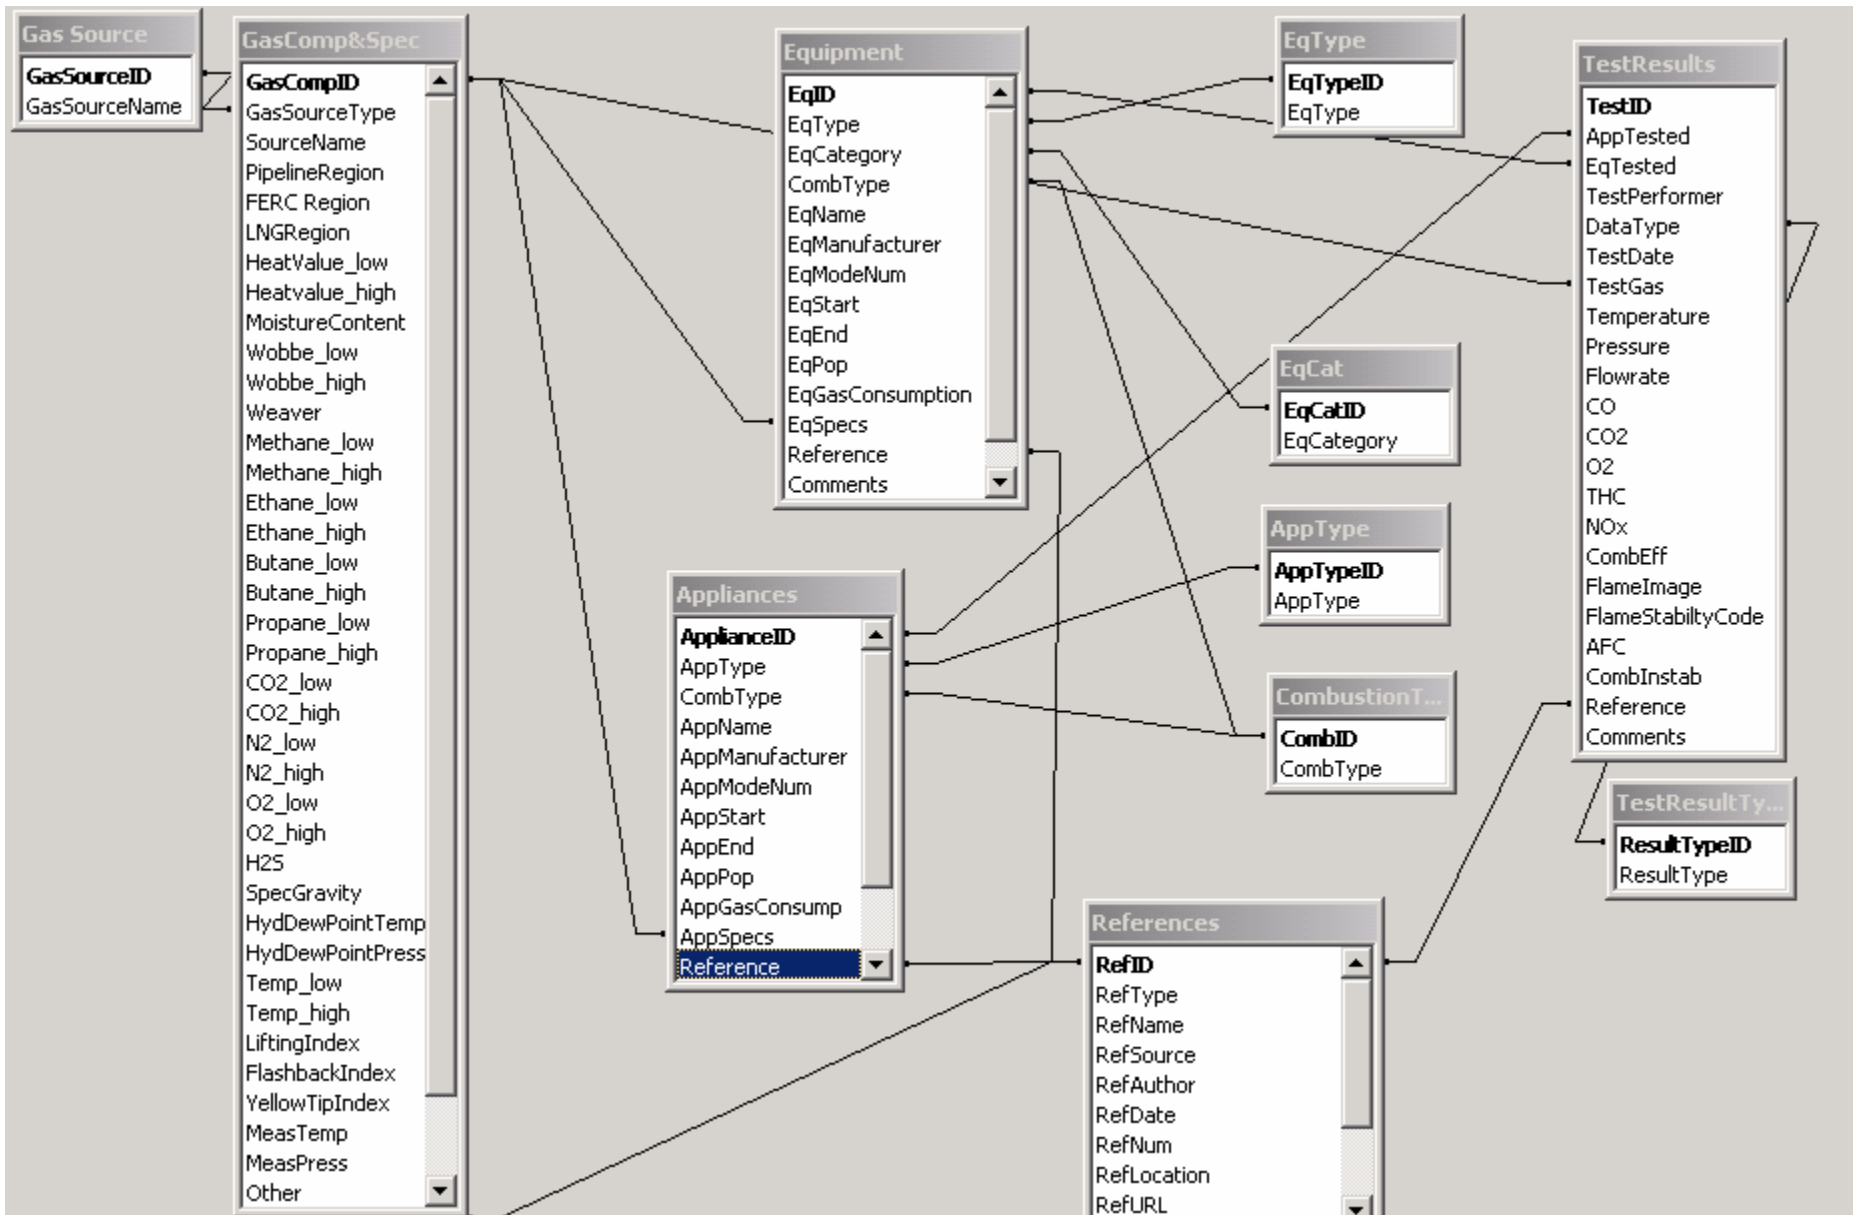 Gas Source
GasSourceID
GasSourceName
GasComp&Spec
GasCompID
GasSourceType
SourceName
PipelineRegion
FERC Region
LNGRegion
HeatValue_low
Heatvalue_high
MoistureContent
Wobbe_low
Wobbe_high
Weaver
Methane_low
Methane_high
Ethane_low
Ethane_high
Butane_low
Butane_high
Propane_low
Propane_high
CO2_low
CO2_high
N2_low
N2_high
O2_low
O2_high
H2S
SpecGravity
HydDewPointTemp
HydDewPointPress
Temp_low
Temp_high
LiftingIndex
FlashbackIndex
YellowTipIndex
MeasTemp
MeasPress
Other
Equipment
EqID
EqType
EqCategory
CombType
EqName
EqManufacturer
EqModeNum
EqStart
EqEnd
EqPop
EqGasConsumption
EqSpecs
Reference
Comments
Appliances
ApplianceID
AppType
CombType
AppName
AppManufacturer
AppModeNum
AppStart
AppEnd
AppPop
AppGasConsump
AppSpecs
Reference
EqType
EqTypeID
EqType
EqCat
EqCatID
EqCategory
AppType
AppTypeID
AppType
CombustionT...
CombID
CombType
References
RefID
RefType
RefName
RefSource
RefAuthor
RefDate
RefNum
RefLocation
RefURL
TestResults
TestID
AppTested
EqTested
TestPerformer
DataType
TestDate
TestGas
Temperature
Pressure
Flowrate
CO
CO2
O2
THC
NOx
CombEff
FlameImage
FlameStabiltyCode
AFC
CombInstab
Reference
Comments
TestResultTy...
ResultTypeID
ResultType